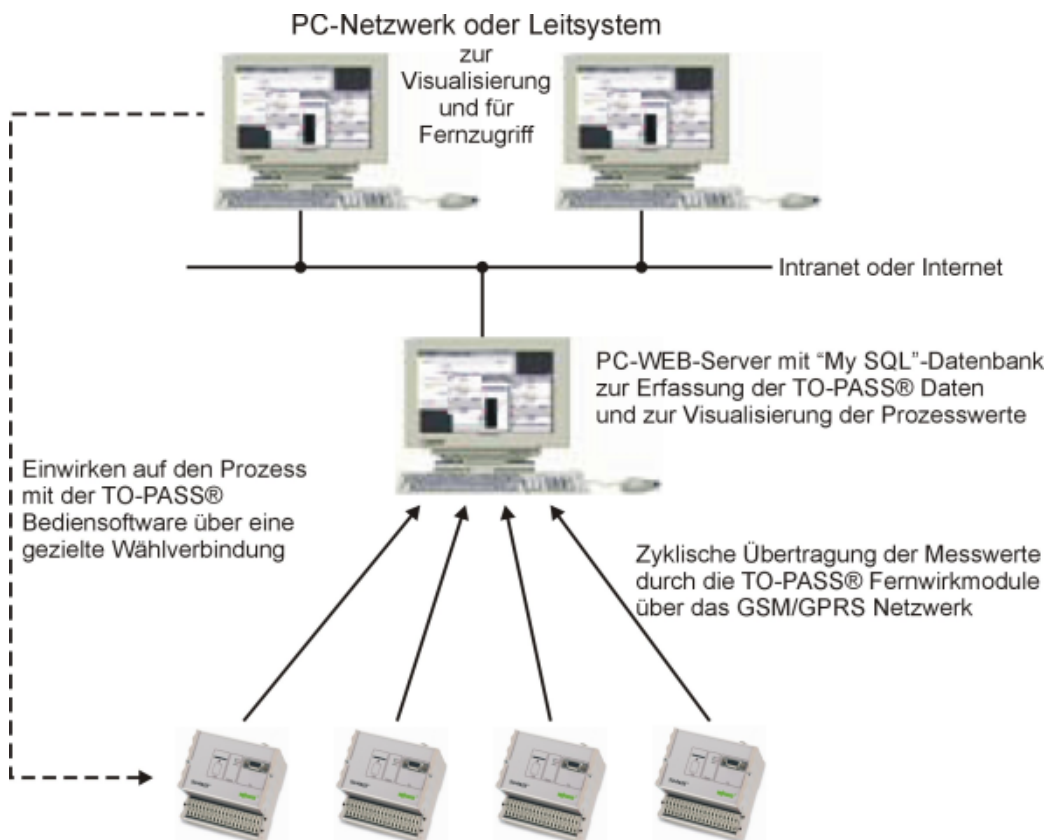 PC-Netzwerk oder Leitsystem
zur
Visualisierung
und für
Fernzugriff
Intranet oder Internet
PC-WEB-Server mit “My SQL”-Datenbank
zur Erfassung der TO-PASS® Daten
und zur Visualisierung der Prozesswerte
Einwirken auf den Prozess
mit der TO-PASS®
Bediensoftware über eine
gezielte Wählverbindung
Zyklische Übertragung der Messwerte
durch die TO-PASS® Fernwirkmodule
über das GSM/GPRS Netzwerk